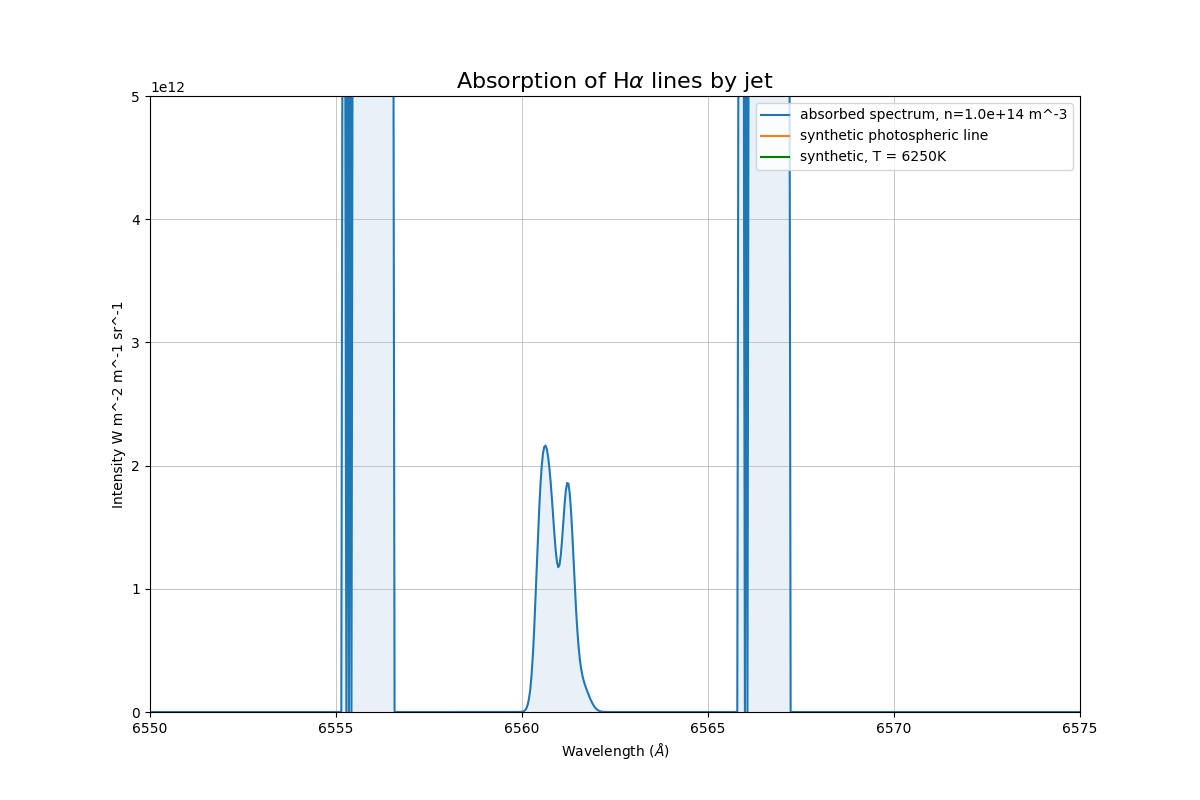 Absorption of Hα lines by jet
1e12
absorbed spectrum, n=1.0e+14 m^-3
synthetic photospheric line
synthetic, T = 6250K
5
4
3
2
1
0
Intensity W m^-2 m^-1 sr^-1
6550 6555 6560 6565 6570 6575
Wavelength (Å)